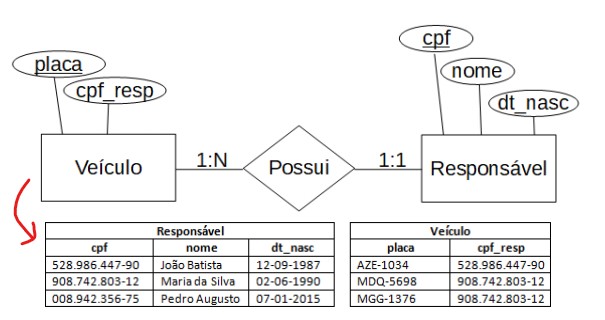 cpf
placa
nome
cpf_resp
dt_nasc
Veículo
1:N
Possui
1:1
Responsável
Responsável
cpf nome dt_nasc
528.986.447-90 João Batista 12-09-1987
908.742.803-12 Maria da Silva 02-06-1990
008.942.356-75 Pedro Augusto 07-01-2015
Veículo
placa cpf_resp
AZE-1034 528.986.447-90
MDQ-5698 908.742.803-12
MGG-1376 908.742.803-12